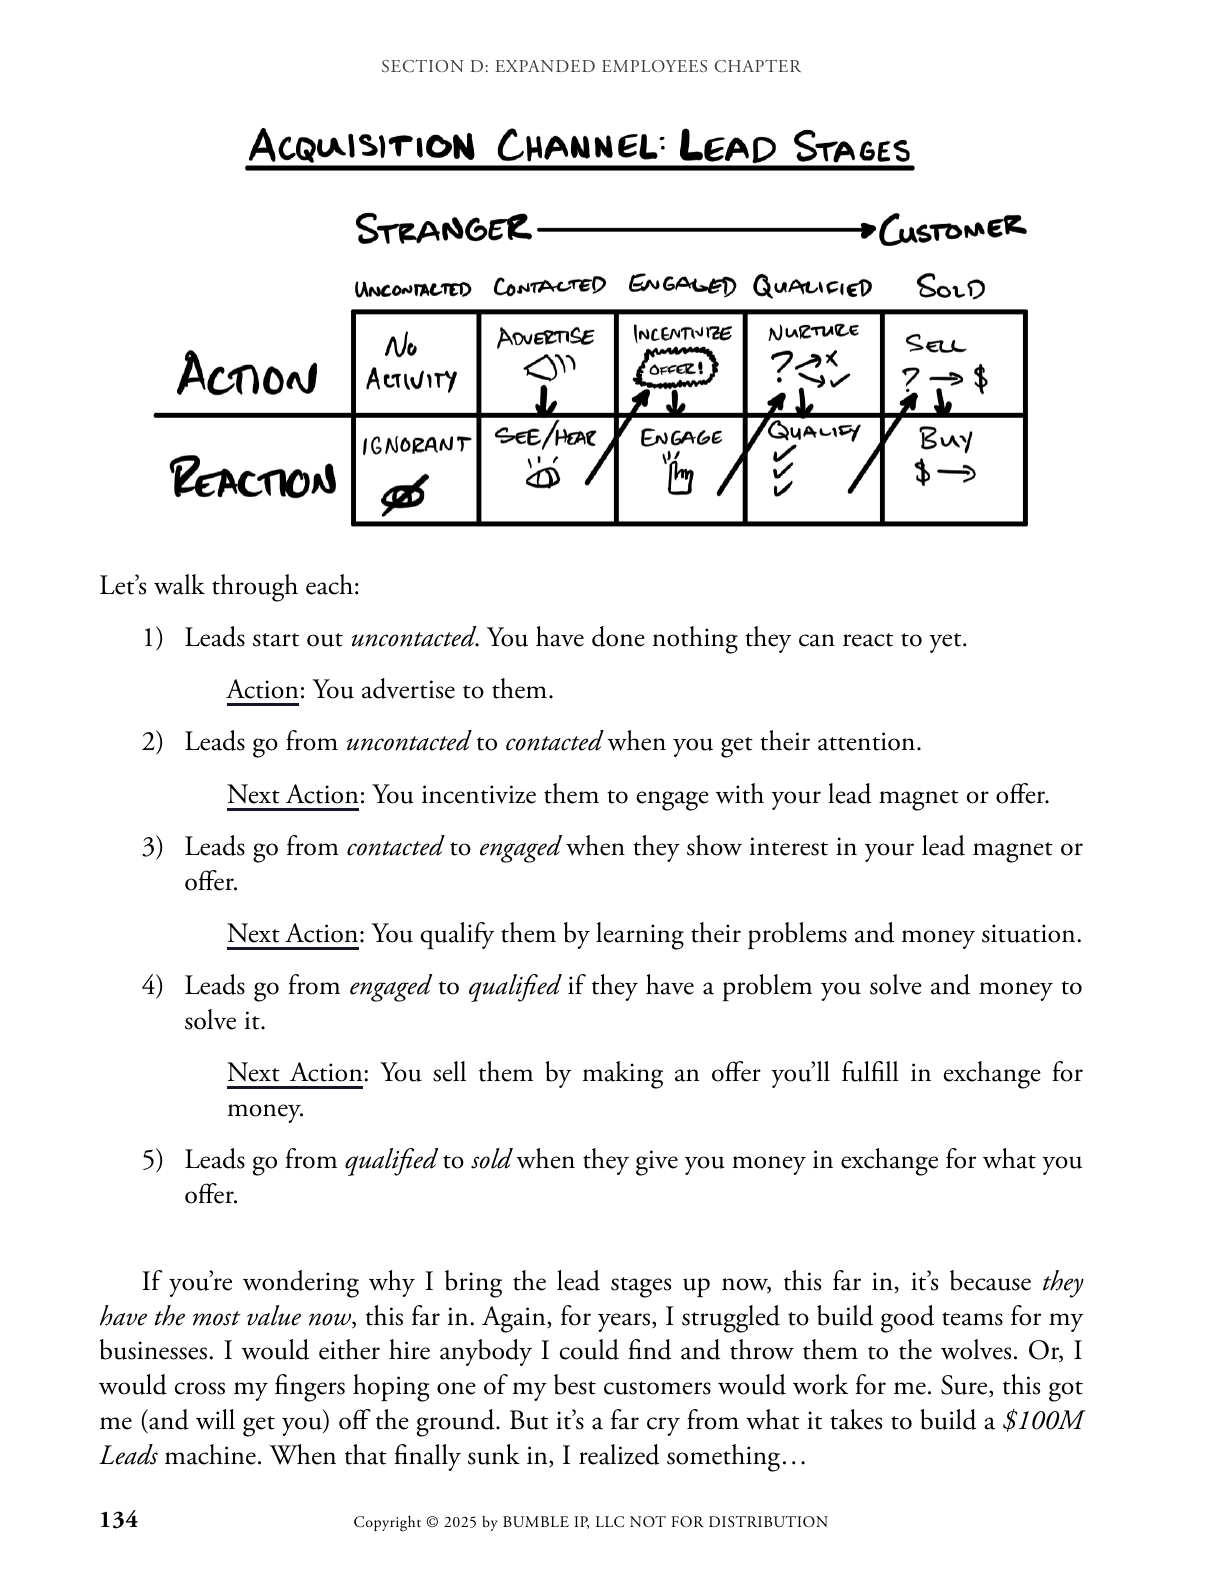 SECTION D: EXPANDED EMPLOYEES CHAPTER
ACQUISITION CHANNEL: LEAD STAGES
STRANGER CUSTOMER
UNCONTACTED CONTACTED ENGAGED QUALIFIED SOLD
ACTION
NO ACTIVITY
ADVERTISE
INCENTIVIZE
OFFER!
NURTURE
? → x
→ ✓
SELL
? → $
REACTION
IGNORANT
SEE/HEAR
ENGAGE
QUALIFY
✓
✓
✓
BUY
$ →
Let’s walk through each:
1) Leads start out uncontacted. You have done nothing they can react to yet.
Action: You advertise to them.
2) Leads go from uncontacted to contacted when you get their attention.
Next Action: You incentivize them to engage with your lead magnet or offer.
3) Leads go from contacted to engaged when they show interest in your lead magnet or
offer.
Next Action: You qualify them by learning their problems and money situation.
4) Leads go from engaged to qualified if they have a problem you solve and money to
solve it.
Next Action: You sell them by making an offer you’ll fulfill in exchange for
money.
5) Leads go from qualified to sold when they give you money in exchange for what you
offer.
If you’re wondering why I bring the lead stages up now, this far in, it’s because they
have the most value now, this far in. Again, for years, I struggled to build good teams for my
businesses. I would either hire anybody I could find and throw them to the wolves. Or, I
would cross my fingers hoping one of my best customers would work for me. Sure, this got
me (and will get you) off the ground. But it’s a far cry from what it takes to build a $100M
Leads machine. When that finally sunk in, I realized something…
134
Copyright © 2025 by BUMBLE IP, LLC NOT FOR DISTRIBUTION